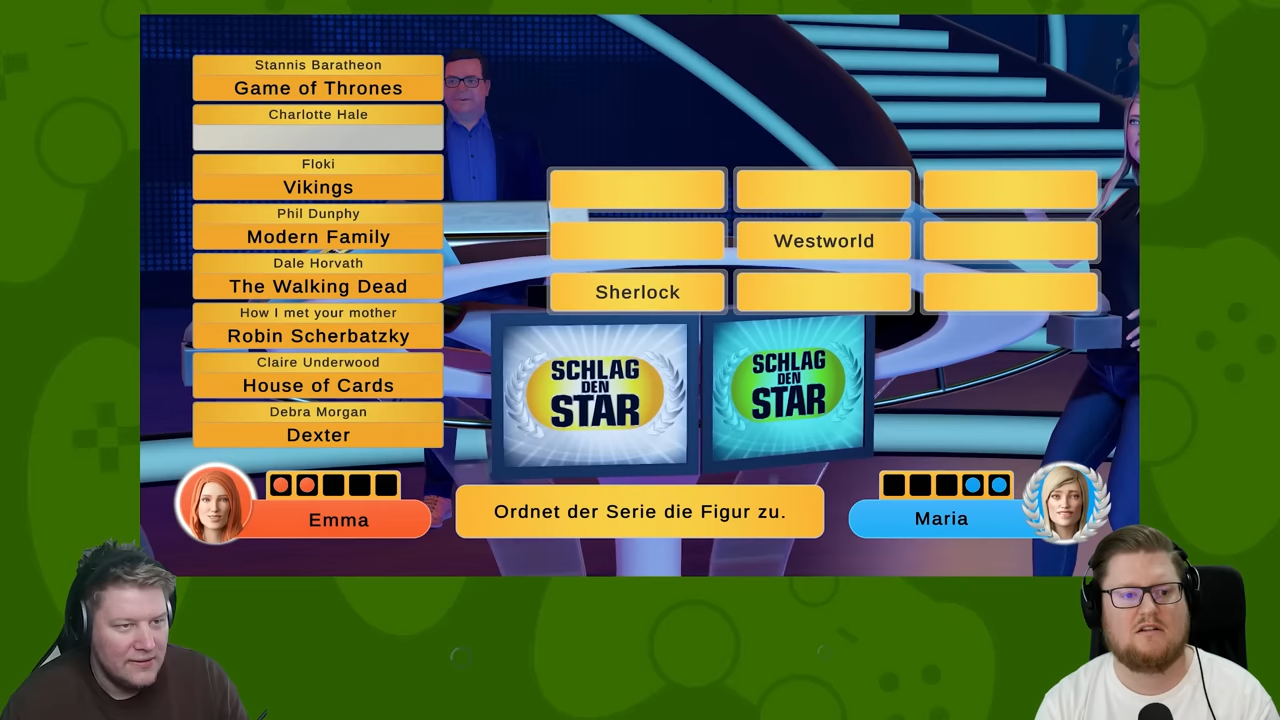 Stannis Baratheon
Game of Thrones
Charlotte Hale
Floki
Vikings
Phil Dunphy
Modern Family
Dale Horvath
The Walking Dead
How I met your mother
Robin Scherbatzky
Claire Underwood
House of Cards
Debra Morgan
Dexter
Westworld
Sherlock
SCHLAG
DEN
STAR
SCHLAG
DEN
STAR
Emma
Ordnet der Serie die Figur zu.
Maria